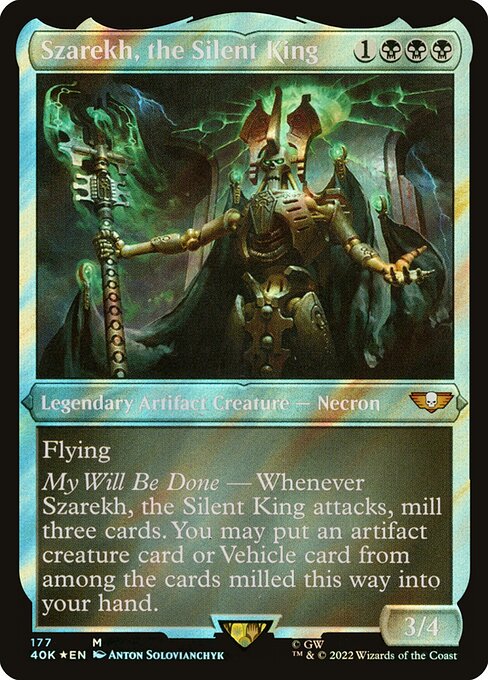 Szarekh, the Silent King 1
Legendary Artifact Creature — Necron
Flying
My Will Be Done — Whenever
Szarekh, the Silent King attacks, mill
three cards. You may put an artifact
creature card or Vehicle card from
among the cards milled this way into
your hand.
3/4
177 M
40K ★ EN Anton Solovianchyk
© GW
™ & © 2022 Wizards of the Coast